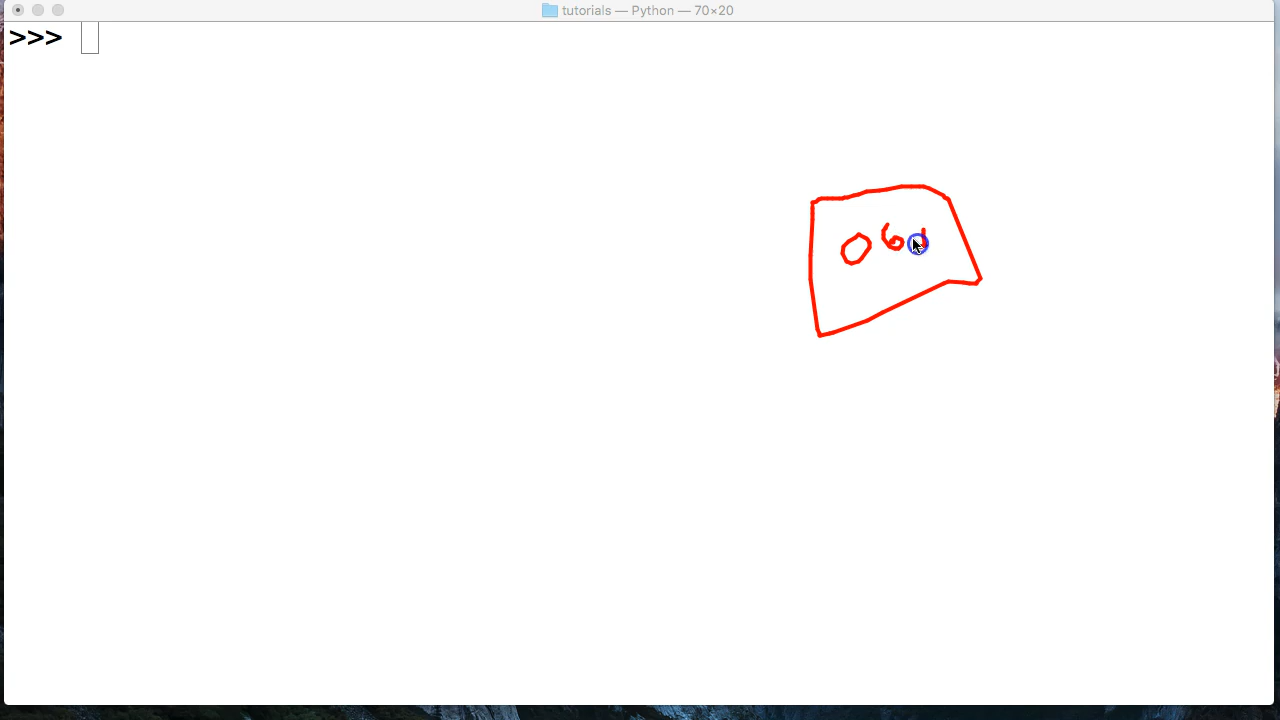 tutorials — Python — 70×20
>>>